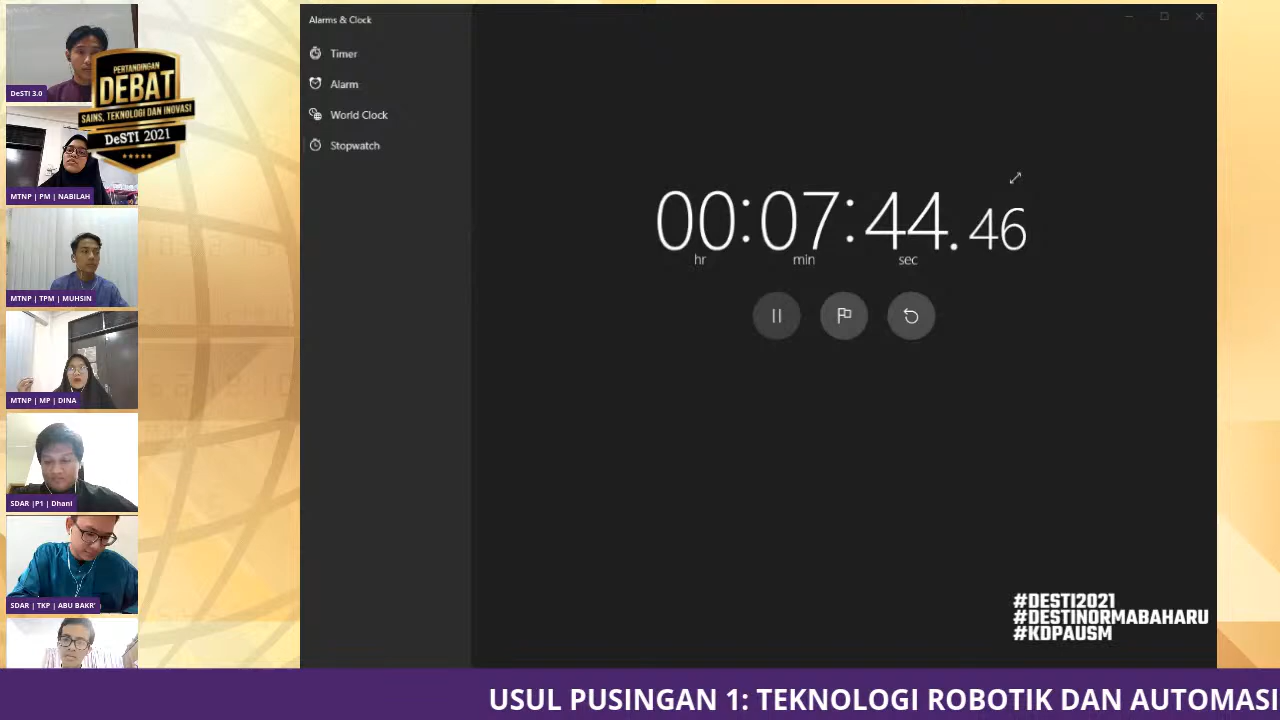 DeSTI 3.0
PERTANDINGAN
DEBAT
SAINS, TEKNOLOGI DAN INOVASI
DeSTI 2021
MTNP | PM | NABILAH
MTNP | TPM | MUHSIN
MTNP | MP | DINA
SDAR |P1 | Dhani
SDAR | TKP | ABU BAKR'
Alarms & Clock
Timer
Alarm
World Clock
Stopwatch
00:07:44.46
hr min sec
#DESTI2021
#DESTINORMABAHARU
#KDPAUSM
USUL PUSINGAN 1: TEKNOLOGI ROBOTIK DAN AUTOMASI